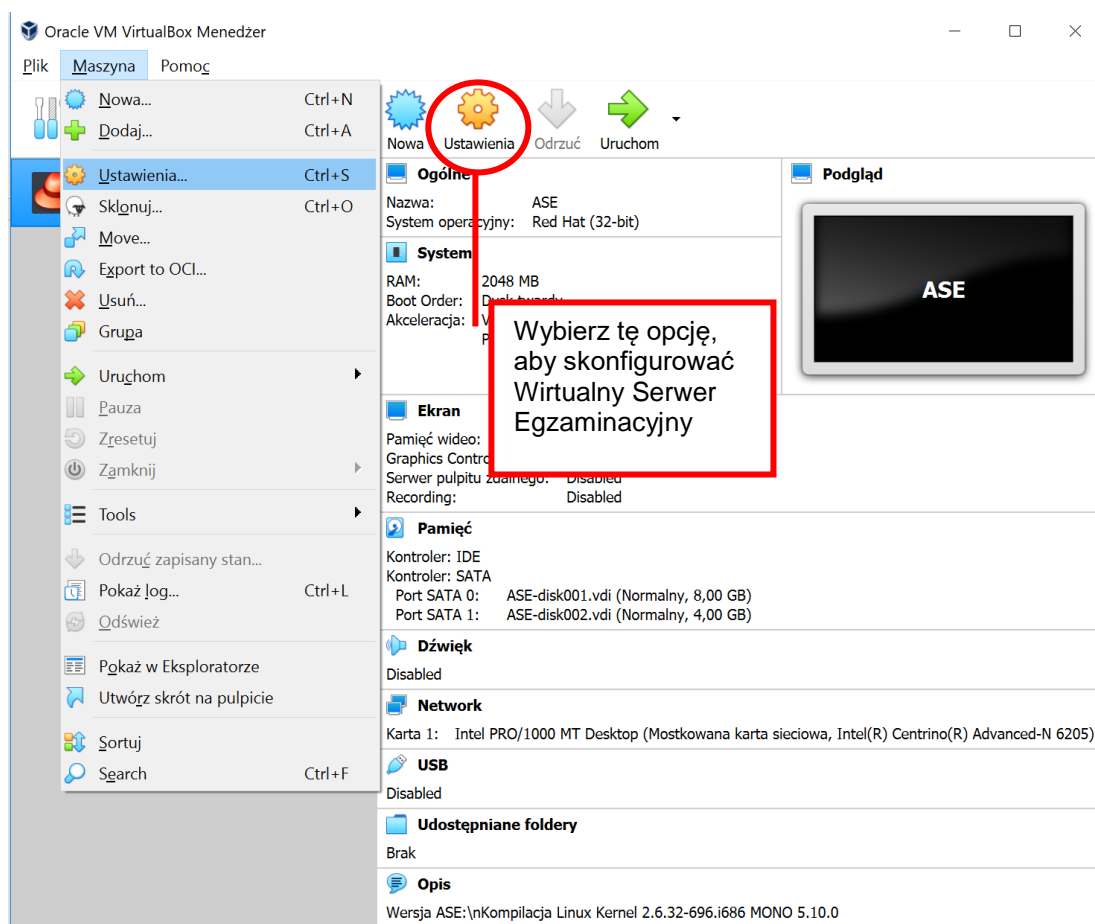 Oracle VM VirtualBox Menedżer
Plik Maszyna Pomoc
Nowa... Ctrl+N
Dodaj... Ctrl+A
Ustawienia... Ctrl+S
Sklonuj... Ctrl+O
Move...
Export to OCI...
Usuń...
Grupa
Uruchom
Pauza
Zresetuj
Zamknij
Tools
Odrzuć zapisany stan...
Pokaż log... Ctrl+L
Odśwież
Pokaż w Eksploratorze
Utwórz skrót na pulpicie
Sortuj
Search Ctrl+F
Nowa Ustawienia Odrzuć Uruchom
Ogólne
Nazwa: ASE
System operacyjny: Red Hat (32-bit)
System
RAM: 2048 MB
Boot Order: Dysk twardy
Akceleracja:
Wybierz tę opcję,
aby skonfigurować
Wirtualny Serwer
Egzaminacyjny
Podgląd
ASE
Ekran
Pamięć wideo:
Graphics
Serwer pulpitu zdalnego: Disabled
Recording: Disabled
Pamięć
Kontroler: IDE
Kontroler: SATA
Port SATA 0: ASE-disk001.vdi (Normalny, 8,00 GB)
Port SATA 1: ASE-disk002.vdi (Normalny, 4,00 GB)
Dźwięk
Disabled
Network
Karta 1: Intel PRO/1000 MT Desktop (Mostkowana karta sieciowa, Intel(R) Centrino(R) Advanced-N 6205)
USB
Disabled
Udostępniane foldery
Brak
Opis
Wersja ASE:\nKompilacja Linux Kernel 2.6.32-696.i686 MONO 5.10.0